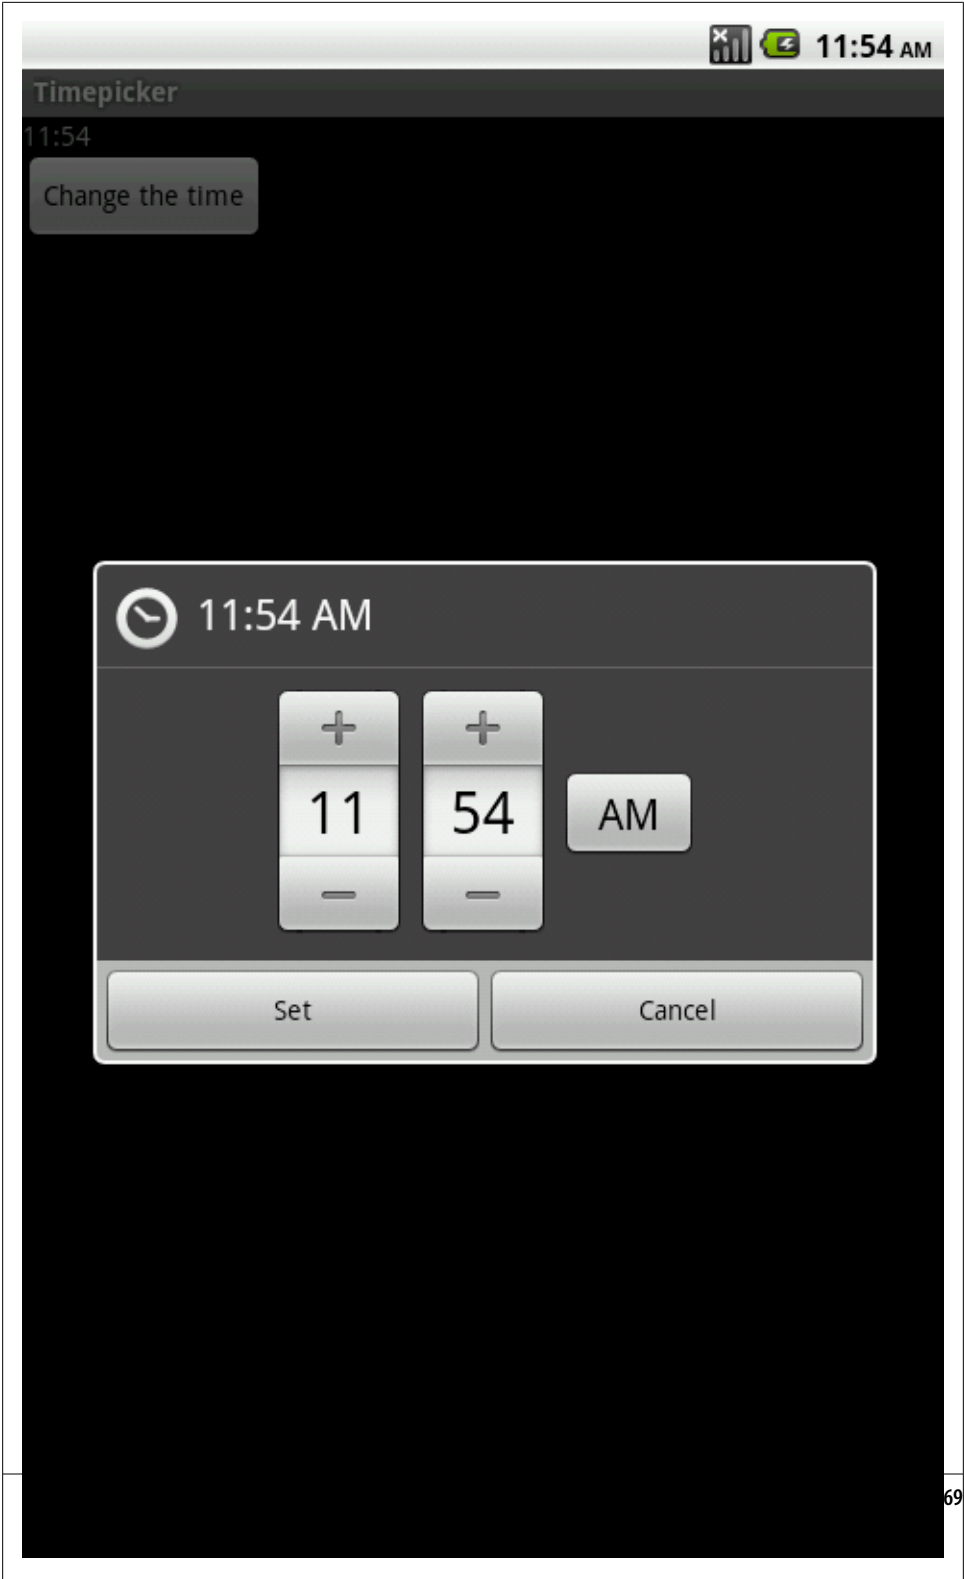 11:54 AM
Timepicker
11:54
Change the time
11:54 AM
+ +
11 54 AM
− −
Set Cancel
69